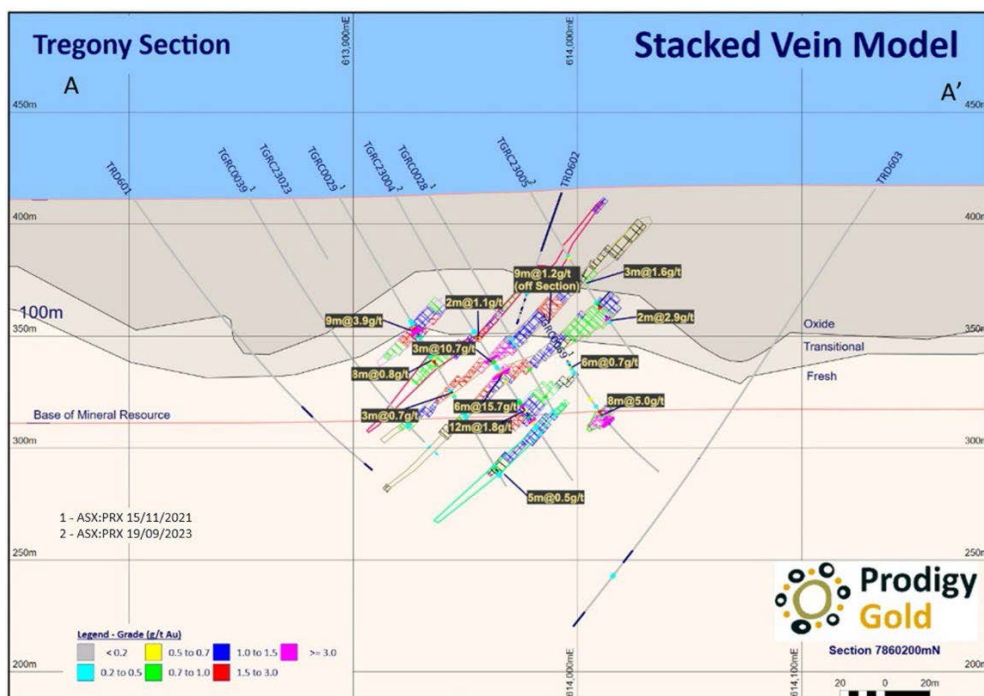 Tregony Section
Stacked Vein Model
613,900mE
614,000mE
A
A'
450m
450m
TRD601
TGRC0039 1
TGRC23023
TGRC0029 1
TGRC23004 2
TGRC0028 1
TGRC23005 2
TRD602
TRD603
400m
400m
9m@1.2g/t
(off Section)
3m@1.6g/t
2m@1.1g/t
2m@2.9g/t
100m
9m@3.9g/t
Oxide
350m
350m
3m@10.7g/t
Transitional
8m@0.8g/t
6m@0.7g/t
Fresh
3m@0.7g/t
6m@15.7g/t
8m@5.0g/t
Base of Mineral Resource
12m@1.8g/t
300m
300m
5m@0.5g/t
1 - ASX:PRX 15/11/2021
2 - ASX:PRX 19/09/2023
250m
250m
Prodigy
Gold
Legend - Grade (g/t Au)
< 0.2
0.5 to 0.7
1.0 to 1.5
>= 3.0
0.2 to 0.5
0.7 to 1.0
1.5 to 3.0
Section 7860200mN
200m
200m
614,000mE
614,100mE
20
0
20m